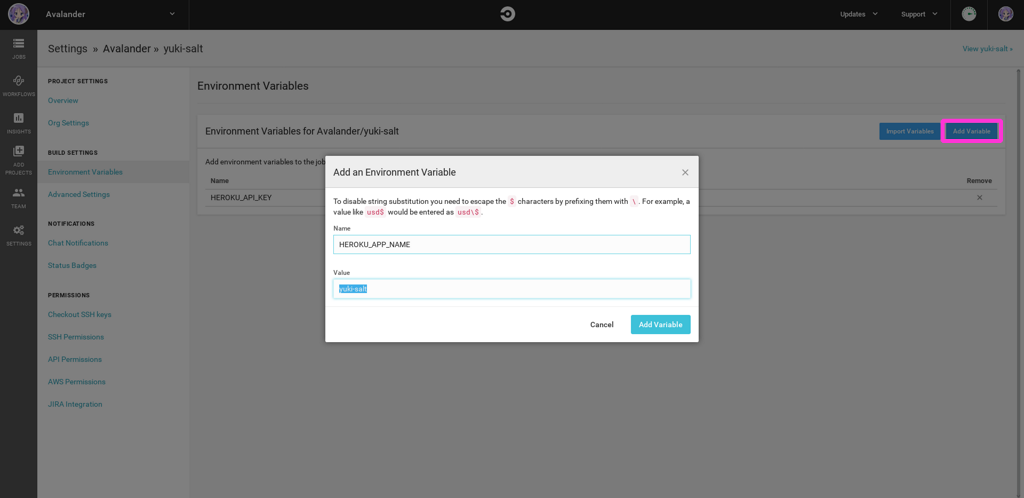 Avalander
Updates
Support
Settings » Avalander » yuki-salt
View yuki-salt »
JOBS
WORKFLOWS
INSIGHTS
ADD
PROJECTS
TEAM
SETTINGS
PROJECT SETTINGS
Overview
Org Settings
BUILD SETTINGS
Environment Variables
Advanced Settings
NOTIFICATIONS
Chat Notifications
Status Badges
PERMISSIONS
Checkout SSH keys
SSH Permissions
API Permissions
AWS Permissions
JIRA Integration
Environment Variables
Environment Variables for Avalander/yuki-salt
Import Variables
Add Variable
Add environment variables to the job
Name
Remove
HEROKU_API_KEY
Add an Environment Variable
To disable string substitution you need to escape the $ characters by prefixing them with \. For example, a
value like usd$ would be entered as usd\$.
Name
HEROKU_APP_NAME
Value
yuki-salt
Cancel
Add Variable